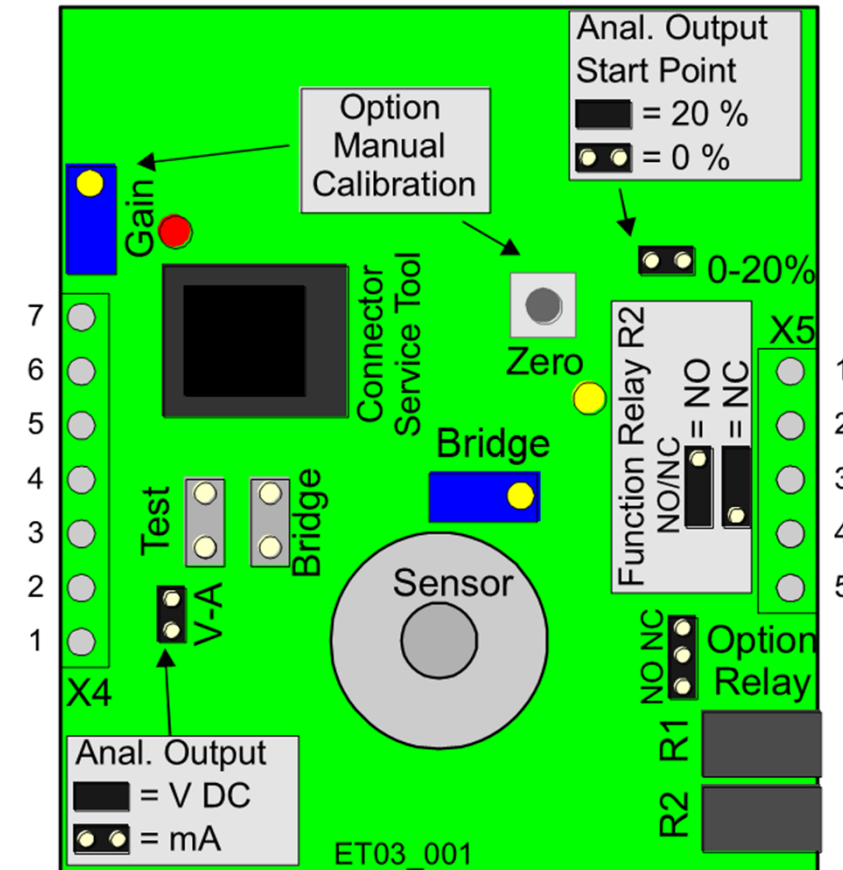 Anal. Output
Start Point
= 20 %
= 0 %
Option
Manual
Calibration
Gain
0-20%
Connector
Service Tool
Zero
Function Relay R2
NO/NC
= NO
= NC
X5
1
2
3
4
5
7
6
5
4
3
2
1
X4
Bridge
Test
Bridge
V-A
Sensor
NO NC
Option
Relay
R1
R2
Anal. Output
= V DC
= mA
ET03_001